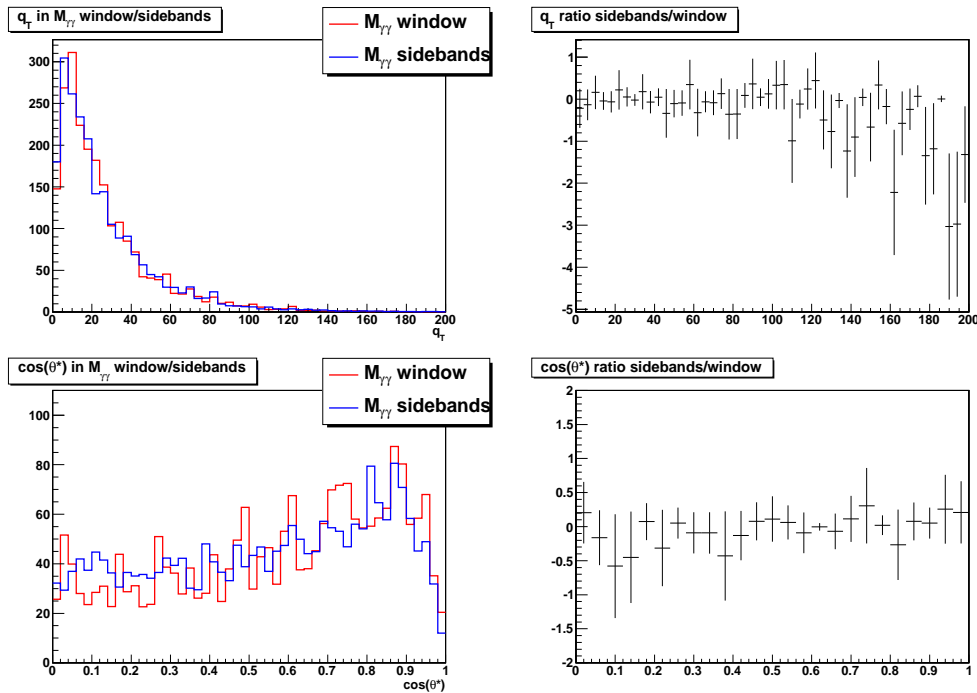 q_T in M_γγ window/sidebands
M_γγ window
M_γγ sidebands
300
250
200
150
100
50
0
0 20 40 60 80 100 120 140 160 180 200
q_T
q_T ratio sidebands/window
1
0
-1
-2
-3
-4
-5
0 20 40 60 80 100 120 140 160 180 200
cos(θ*) in M_γγ window/sidebands
M_γγ window
M_γγ sidebands
100
80
60
40
20
0
0 0.1 0.2 0.3 0.4 0.5 0.6 0.7 0.8 0.9 1
cos(θ*)
cos(θ*) ratio sidebands/window
2
1.5
1
0.5
0
-0.5
-1
-1.5
-2
0 0.1 0.2 0.3 0.4 0.5 0.6 0.7 0.8 0.9 1